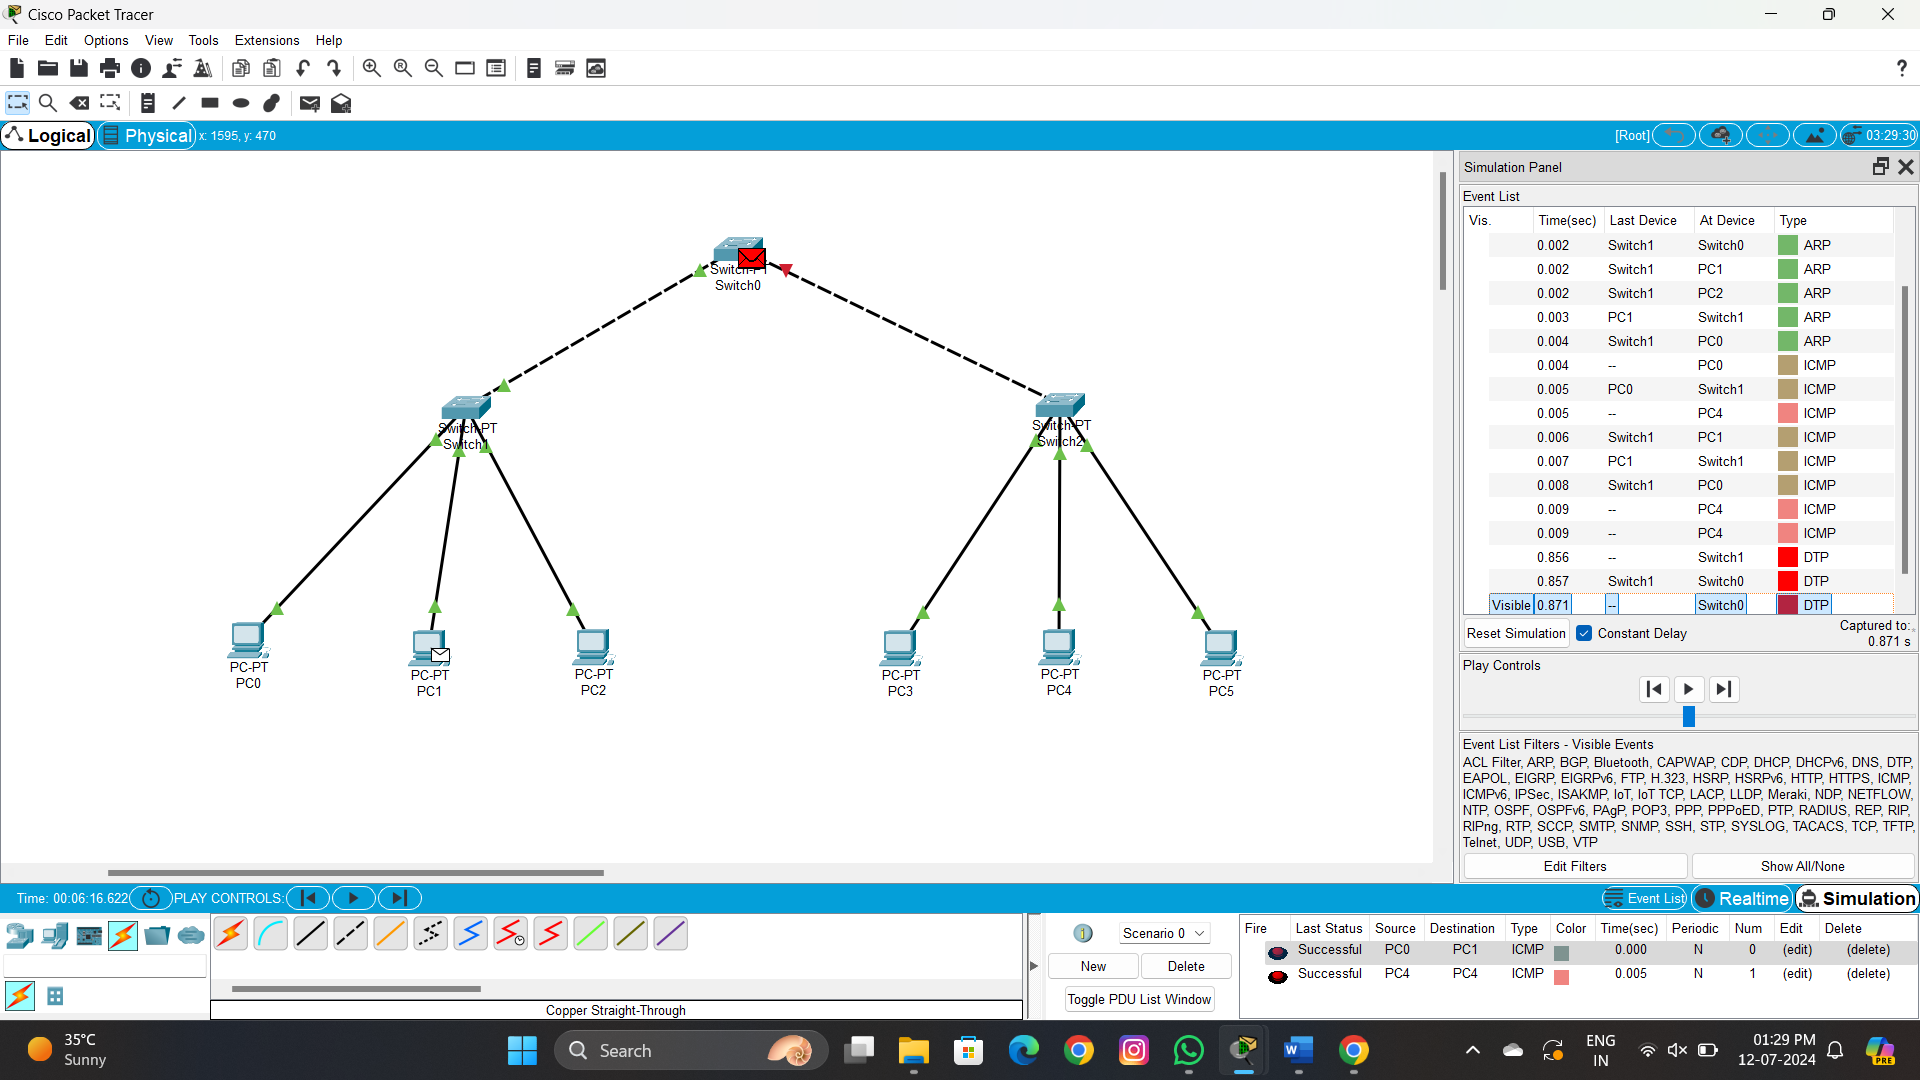 Cisco Packet Tracer
File Edit Options View Tools Extensions Help
Logical Physical x: 1595, y: 470 [Root] 03:29:30
Switch-PT
Switch0
Switch-PT
Switch1
Switch-PT
Switch2
PC-PT
PC0
PC-PT
PC1
PC-PT
PC2
PC-PT
PC3
PC-PT
PC4
PC-PT
PC5
Simulation Panel
Event List
Vis. Time(sec) Last Device At Device Type
0.002 Switch1 Switch0 ARP
0.002 Switch1 PC1 ARP
0.002 Switch1 PC2 ARP
0.003 PC1 Switch1 ARP
0.004 Switch1 PC0 ARP
0.004 -- PC0 ICMP
0.005 PC0 Switch1 ICMP
0.005 -- PC4 ICMP
0.006 Switch1 PC1 ICMP
0.007 PC1 Switch1 ICMP
0.008 Switch1 PC0 ICMP
0.009 -- PC4 ICMP
0.009 -- PC4 ICMP
0.856 -- Switch1 DTP
0.857 Switch1 Switch0 DTP
Visible 0.871 -- Switch0 DTP
Reset Simulation Constant Delay Captured to:
0.871 s
Play Controls
Event List Filters - Visible Events
ACL Filter, ARP, BGP, Bluetooth, CAPWAP, CDP, DHCP, DHCPv6, DNS, DTP,
EAPOL, EIGRP, EIGRPv6, FTP, H.323, HSRP, HSRPv6, HTTP, HTTPS, ICMP,
ICMPv6, IPSec, ISAKMP, IoT, IoT TCP, LACP, LLDP, Meraki, NDP, NETFLOW,
NTP, OSPF, OSPFv6, PAgP, POP3, PPP, PPPoED, PTP, RADIUS, REP, RIP,
RIPng, RTP, SCCP, SMTP, SNMP, SSH, STP, SYSLOG, TACACS, TCP, TFTP,
Telnet, UDP, USB, VTP
Edit Filters Show All/None
Time: 00:06:16.622 PLAY CONTROLS: Event List Realtime Simulation
Copper Straight-Through
Scenario 0
New Delete
Toggle PDU List Window
Fire Last Status Source Destination Type Color Time(sec) Periodic Num Edit Delete
Successful PC0 PC1 ICMP 0.000 N 0 (edit) (delete)
Successful PC4 PC4 ICMP 0.005 N 1 (edit) (delete)
35°C
Sunny
Search
ENG
IN
01:29 PM
12-07-2024
PRE